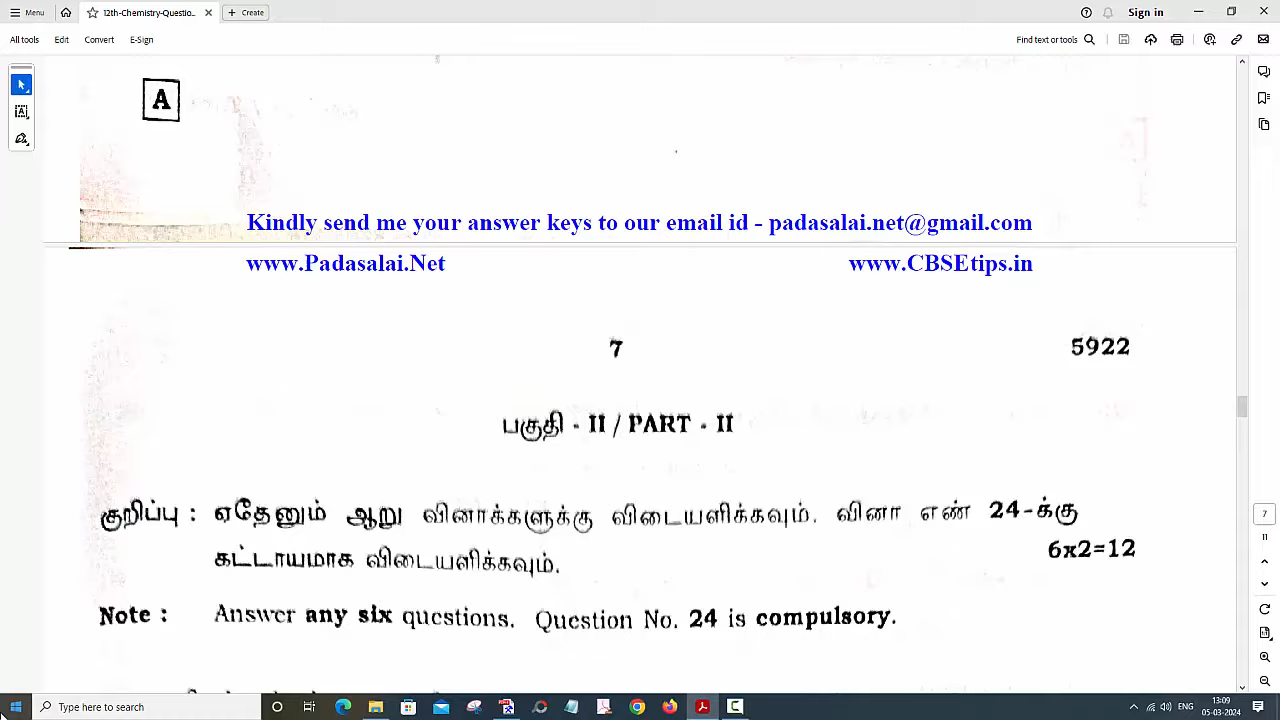 Menu
12th-Chemistry-Questio...
Create
Sign in
All tools Edit Convert E-Sign
Find text or tools
A
Kindly send me your answer keys to our email id - padasalai.net@gmail.com
www.Padasalai.Net www.CBSEtips.in
7 5922
பகுதி - II / PART - II
குறிப்பு : ஏதேனும் ஆறு வினாக்களுக்கு விடையளிக்கவும். வினா எண் 24-க்கு
கட்டாயமாக விடையளிக்கவும். 6x2=12
Note : Answer any six questions. Question No. 24 is compulsory.
7
11
Type here to search
ENG
13:09
05-03-2024